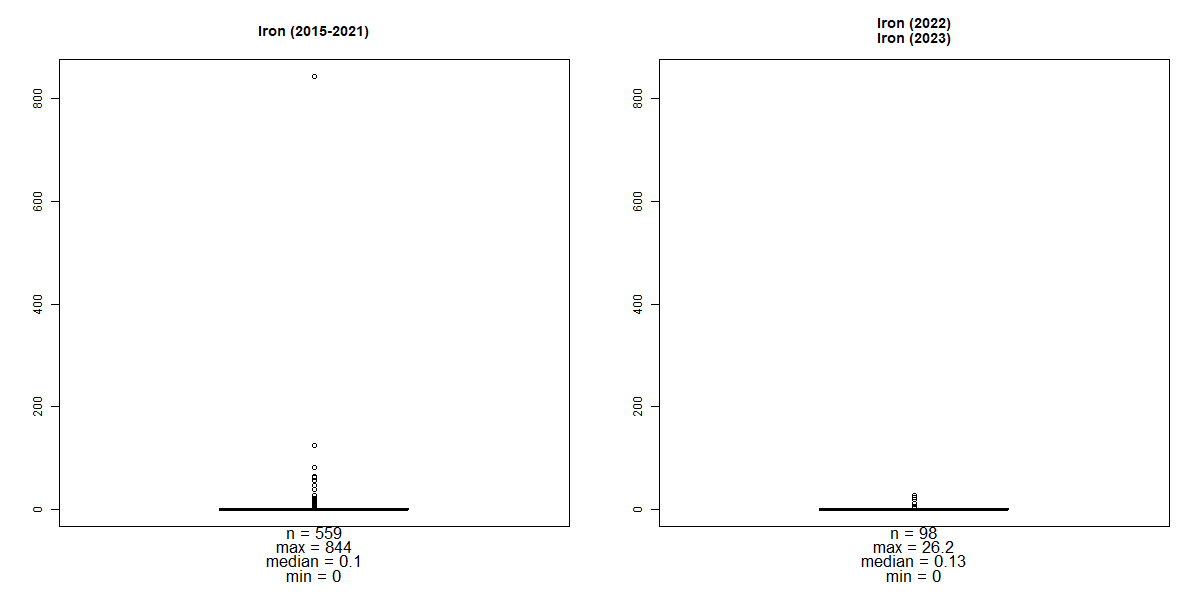 Iron (2015-2021)
800
600
400
200
0
n = 559
max = 844
median = 0.1
min = 0
Iron (2022)
Iron (2023)
800
600
400
200
0
n = 98
max = 26.2
median = 0.13
min = 0